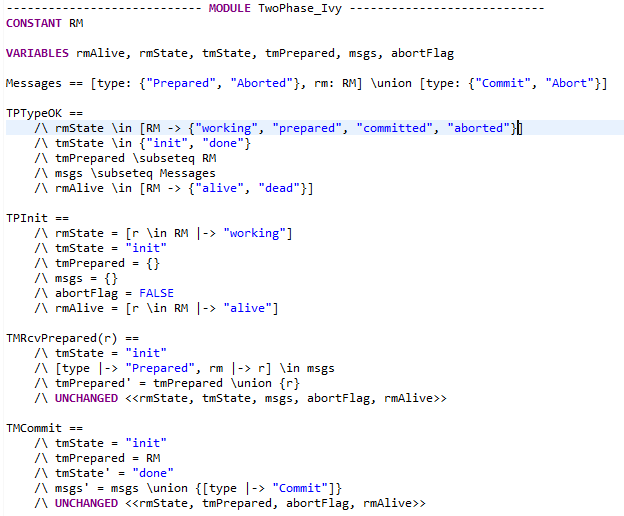 ---------------------------- MODULE TwoPhase_Ivy ----------------------------
CONSTANT RM
VARIABLES rmAlive, rmState, tmState, tmPrepared, msgs, abortFlag
Messages == [type: {"Prepared", "Aborted"}, rm: RM] \union [type: {"Commit", "Abort"}]
TPTypeOK ==
    /\ rmState \in [RM -> {"working", "prepared", "committed", "aborted"}]
    /\ tmState \in {"init", "done"}
    /\ tmPrepared \subseteq RM
    /\ msgs \subseteq Messages
    /\ rmAlive \in [RM -> {"alive", "dead"}]
TPInit ==
    /\ rmState = [r \in RM |-> "working"]
    /\ tmState = "init"
    /\ tmPrepared = {}
    /\ msgs = {}
    /\ abortFlag = FALSE
    /\ rmAlive = [r \in RM |-> "alive"]
TMRcvPrepared(r) ==
    /\ tmState = "init"
    /\ [type |-> "Prepared", rm |-> r] \in msgs
    /\ tmPrepared' = tmPrepared \union {r}
    /\ UNCHANGED <<rmState, tmState, msgs, abortFlag, rmAlive>>
TMCommit ==
    /\ tmState = "init"
    /\ tmPrepared = RM
    /\ tmState' = "done"
    /\ msgs' = msgs \union {[type |-> "Commit"]}
    /\ UNCHANGED <<rmState, tmPrepared, abortFlag, rmAlive>>